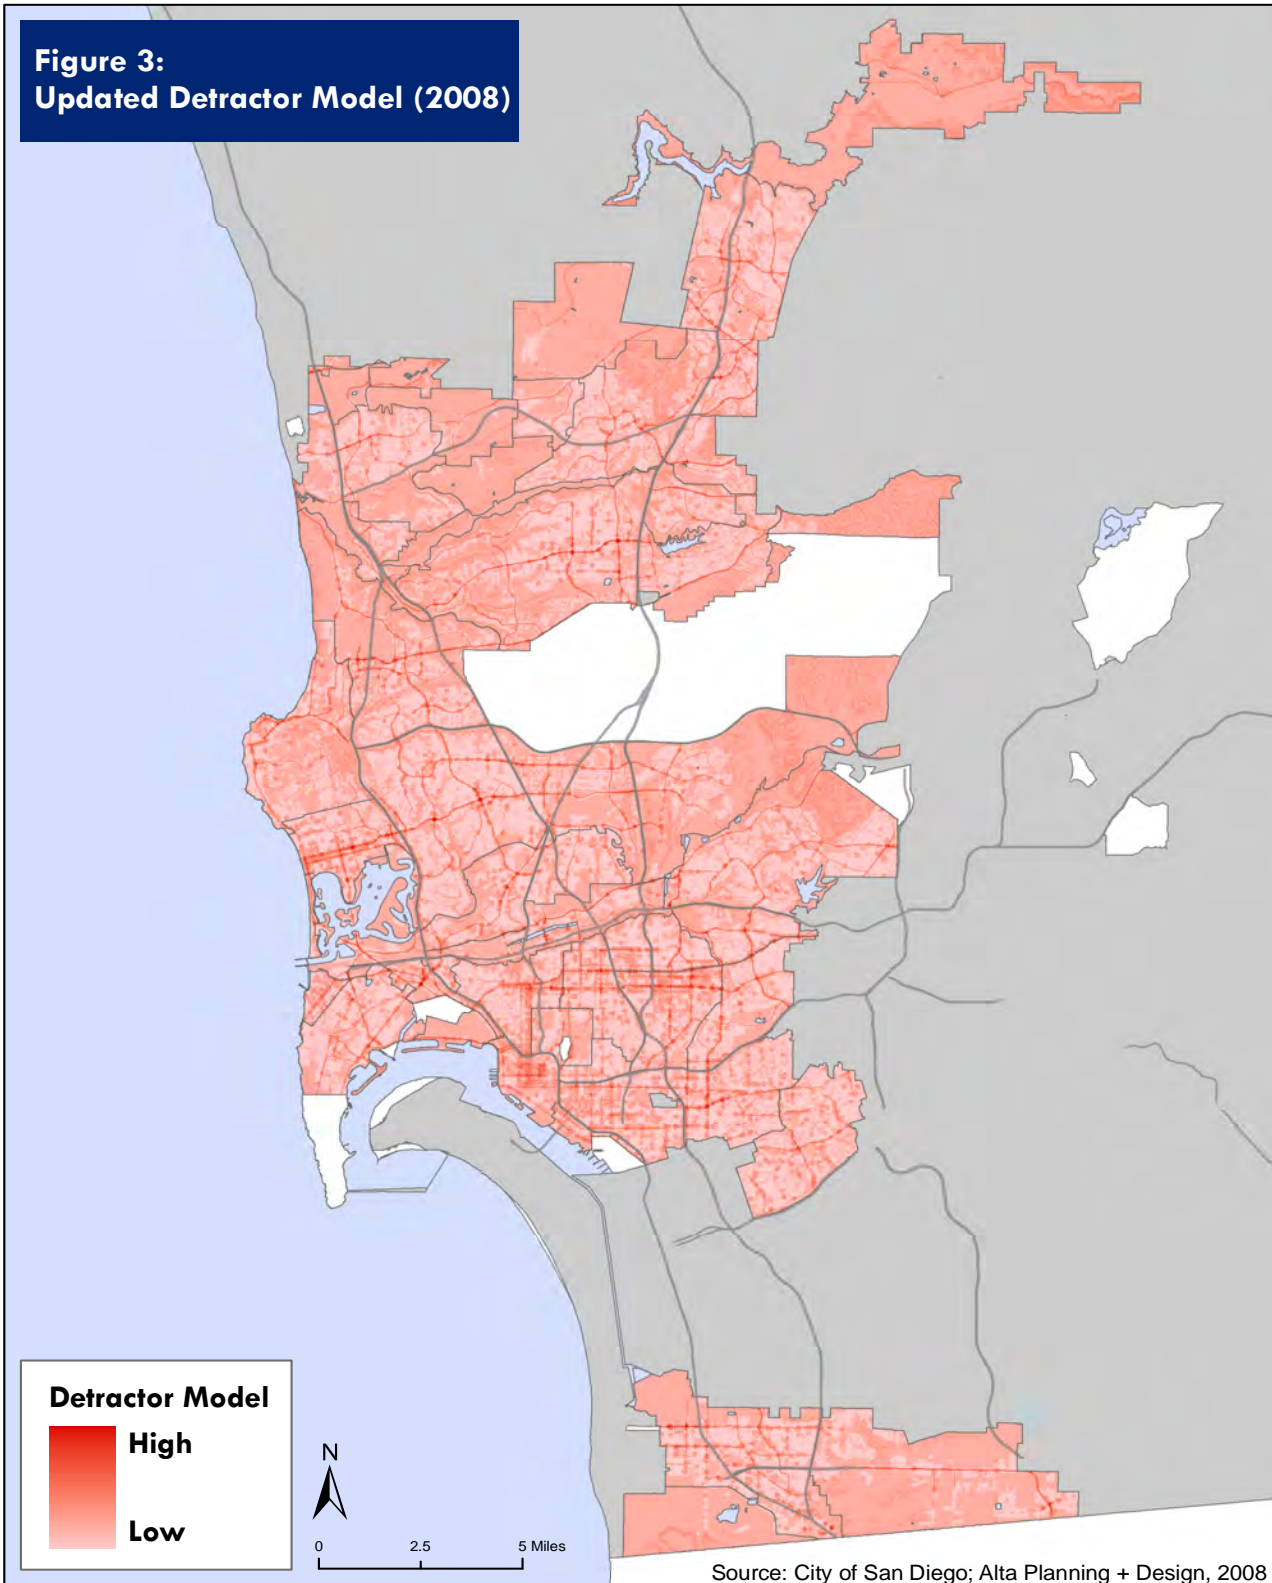 Figure 3:
Updated Detractor Model (2008)
Detractor Model
High
Low
N
0 2.5 5 Miles
Source: City of San Diego; Alta Planning + Design, 2008